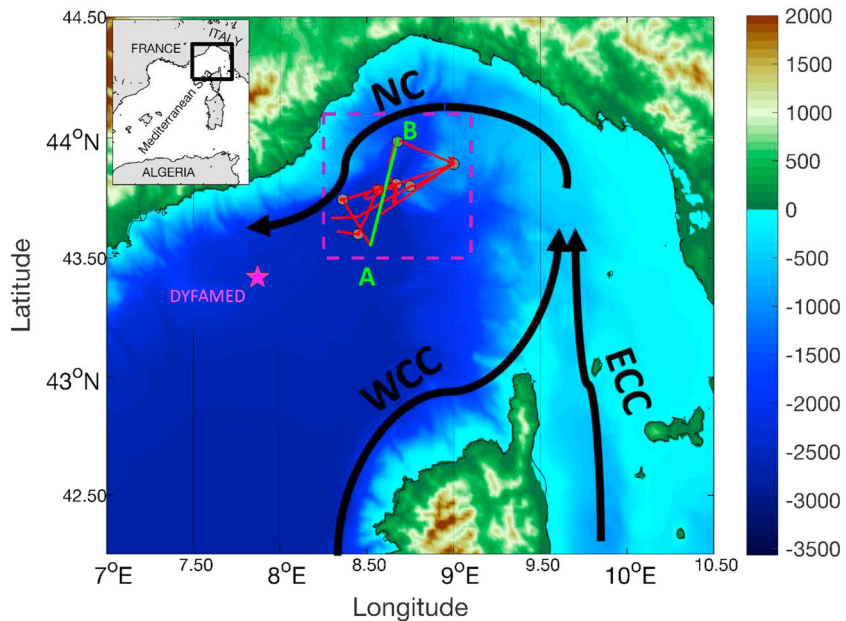 44.50
44°N
43.50
43°N
42.50
Latitude
7°E
7.50
8°E
8.50
9°E
9.50
10°E
10.50
Longitude
FRANCE
ITALY
Mediterranean Sea
ALGERIA
NC
B
A
DYFAMED
WCC
ECC
2000
1500
1000
500
0
-500
-1000
-1500
-2000
-2500
-3000
-3500